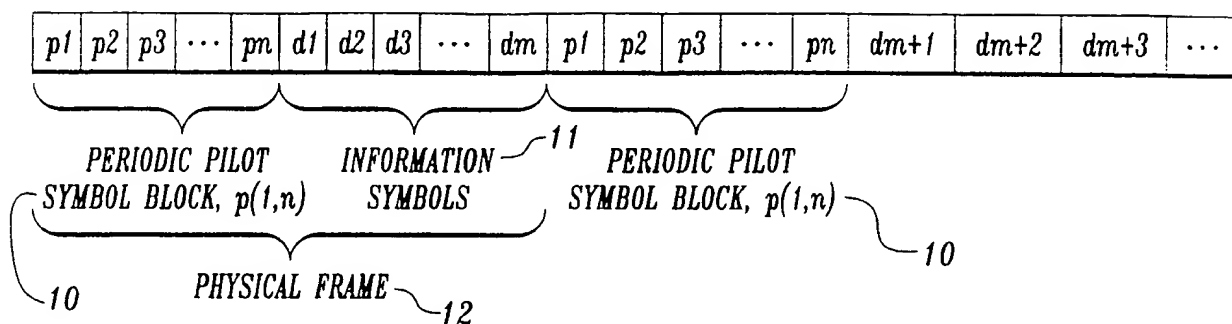 p1 p2 p3 ··· pn d1 d2 d3 ··· dm p1 p2 p3 ··· pn dm+1 dm+2 dm+3 ···
PERIODIC PILOT
SYMBOL BLOCK, p(1,n)
10
INFORMATION
SYMBOLS
11
PERIODIC PILOT
SYMBOL BLOCK, p(1,n)
10
PHYSICAL FRAME
12